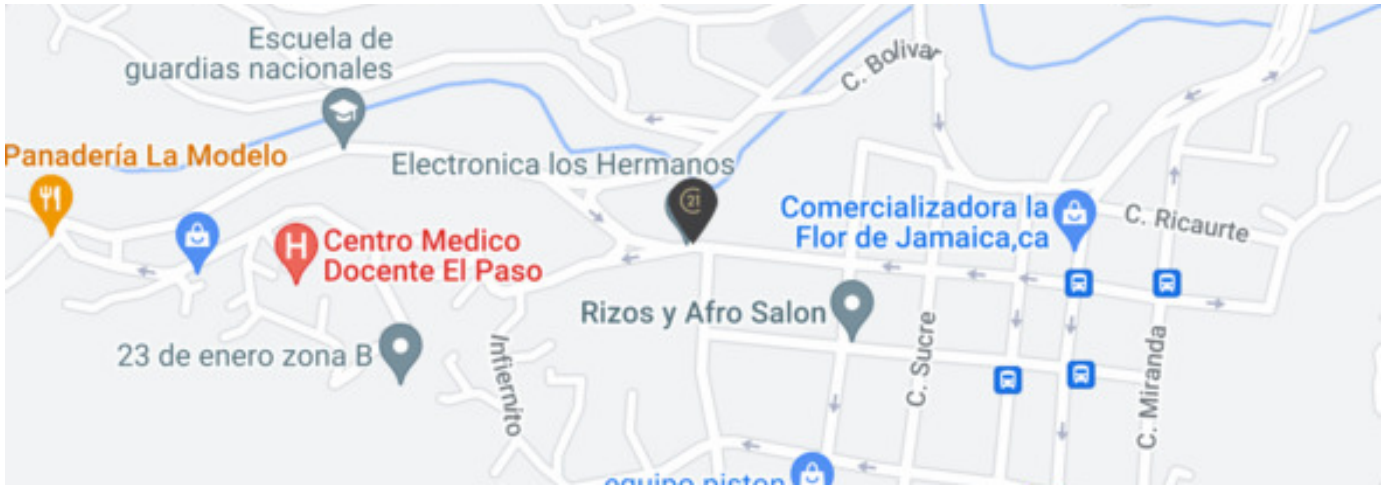 Escuela de
guardias nacionales
C. Bolivar
Panadería La Modelo
Electronica los Hermanos
21
Comercializadora la
Flor de Jamaica,ca
C. Ricaurte
H
Centro Medico
Docente El Paso
Rizos y Afro Salon
23 de enero zona B
Infiernito
C. Sucre
C. Miranda
equipo piston